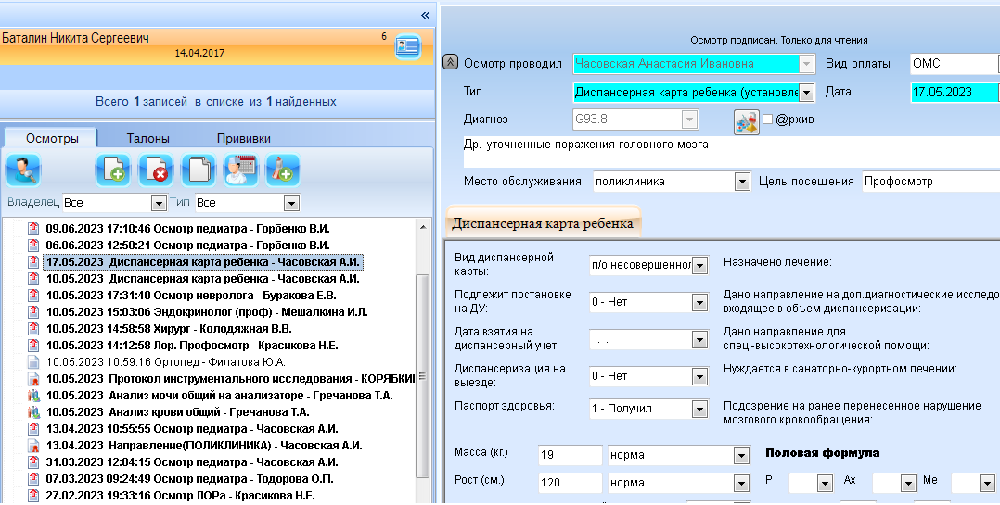 «
Баталин Никита Сергеевич 6
14.04.2017
Всего 1 записей в списке из 1 найденных
Осмотры Талоны Прививки
Владелец Все Тип Все
09.06.2023 17:10:46 Осмотр педиатра - Горбенко В.И.
06.06.2023 12:50:21 Осмотр педиатра - Горбенко В.И.
17.05.2023 Диспансерная карта ребенка - Часовская А.И.
10.05.2023 Диспансерная карта ребенка - Часовская А.И.
10.05.2023 17:31:40 Осмотр невролога - Буракова Е.В.
10.05.2023 15:03:06 Эндокринолог (проф) - Мешалкина И.Л.
10.05.2023 14:58:58 Хирург - Колодяжная В.В.
10.05.2023 14:12:58 Лор. Профосмотр - Красикова Н.Е.
10.05.2023 10:59:16 Ортопед - Филатова Ю.А.
10.05.2023 Протокол инструментального исследования - КОРЯБКИ
10.05.2023 Анализ мочи общий на анализаторе - Гречанова Т.А.
10.05.2023 Анализ крови общий - Гречанова Т.А.
13.04.2023 10:55:55 Осмотр педиатра - Часовская А.И.
13.04.2023 Направление(ПОЛИКЛИНИКА) - Часовская А.И.
31.03.2023 12:04:15 Осмотр педиатра - Часовская А.И.
07.03.2023 09:24:49 Осмотр педиатра - Тодорова О.П.
27.02.2023 19:33:16 Осмотр ЛОРа - Красикова Н.Е.
Осмотр подписан. Только для чтения
Осмотр проводил Часовская Анастасия Ивановна Вид оплаты ОМС
Тип Диспансерная карта ребенка (установле Дата 17.05.2023
Диагноз G93.8 @рхив
Др. уточненные поражения головного мозга
Место обслуживания поликлиника Цель посещения Профосмотр
Диспансерная карта ребенка
Вид диспансерной
карты: п/о несовершеннол Назначено лечение:
Подлежит постановке
на ДУ: 0 - Нет
Дано направление на доп.диагностические исследо
входящее в объем диспансеризации:
Дата взятия на
диспансерный учет: . .
Дано направление для
спец.-высокотехнологической помощи:
Диспансеризация на
выезде: 0 - Нет Нуждается в санаторно-курортном лечении:
Паспорт здоровья: 1 - Получил
Подозрение на ранее перенесенное нарушение
мозгового кровообращения:
Масса (кг.) 19 норма Половая формула
Рост (см.) 120 норма P Ax Me